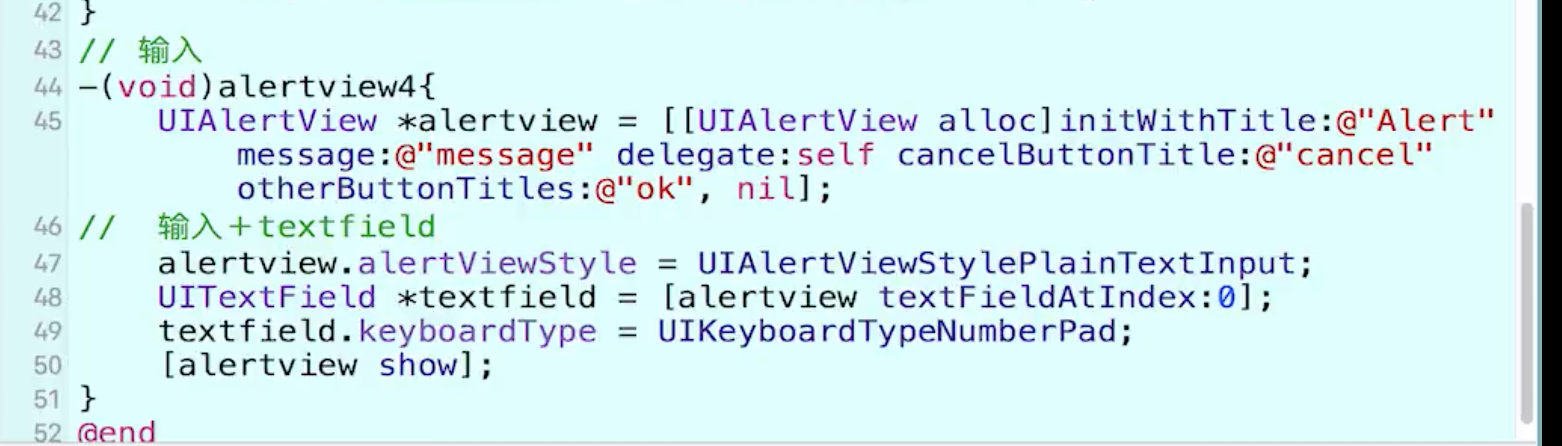 42 }
43 // 输入
44 -(void)alertview4{
45     UIAlertView *alertview = [[UIAlertView alloc]initWithTitle:@"Alert"
        message:@"message" delegate:self cancelButtonTitle:@"cancel"
        otherButtonTitles:@"ok", nil];
46 //  输入＋textfield
47     alertview.alertViewStyle = UIAlertViewStylePlainTextInput;
48     UITextField *textfield = [alertview textFieldAtIndex:0];
49     textfield.keyboardType = UIKeyboardTypeNumberPad;
50     [alertview show];
51 }
52 @end